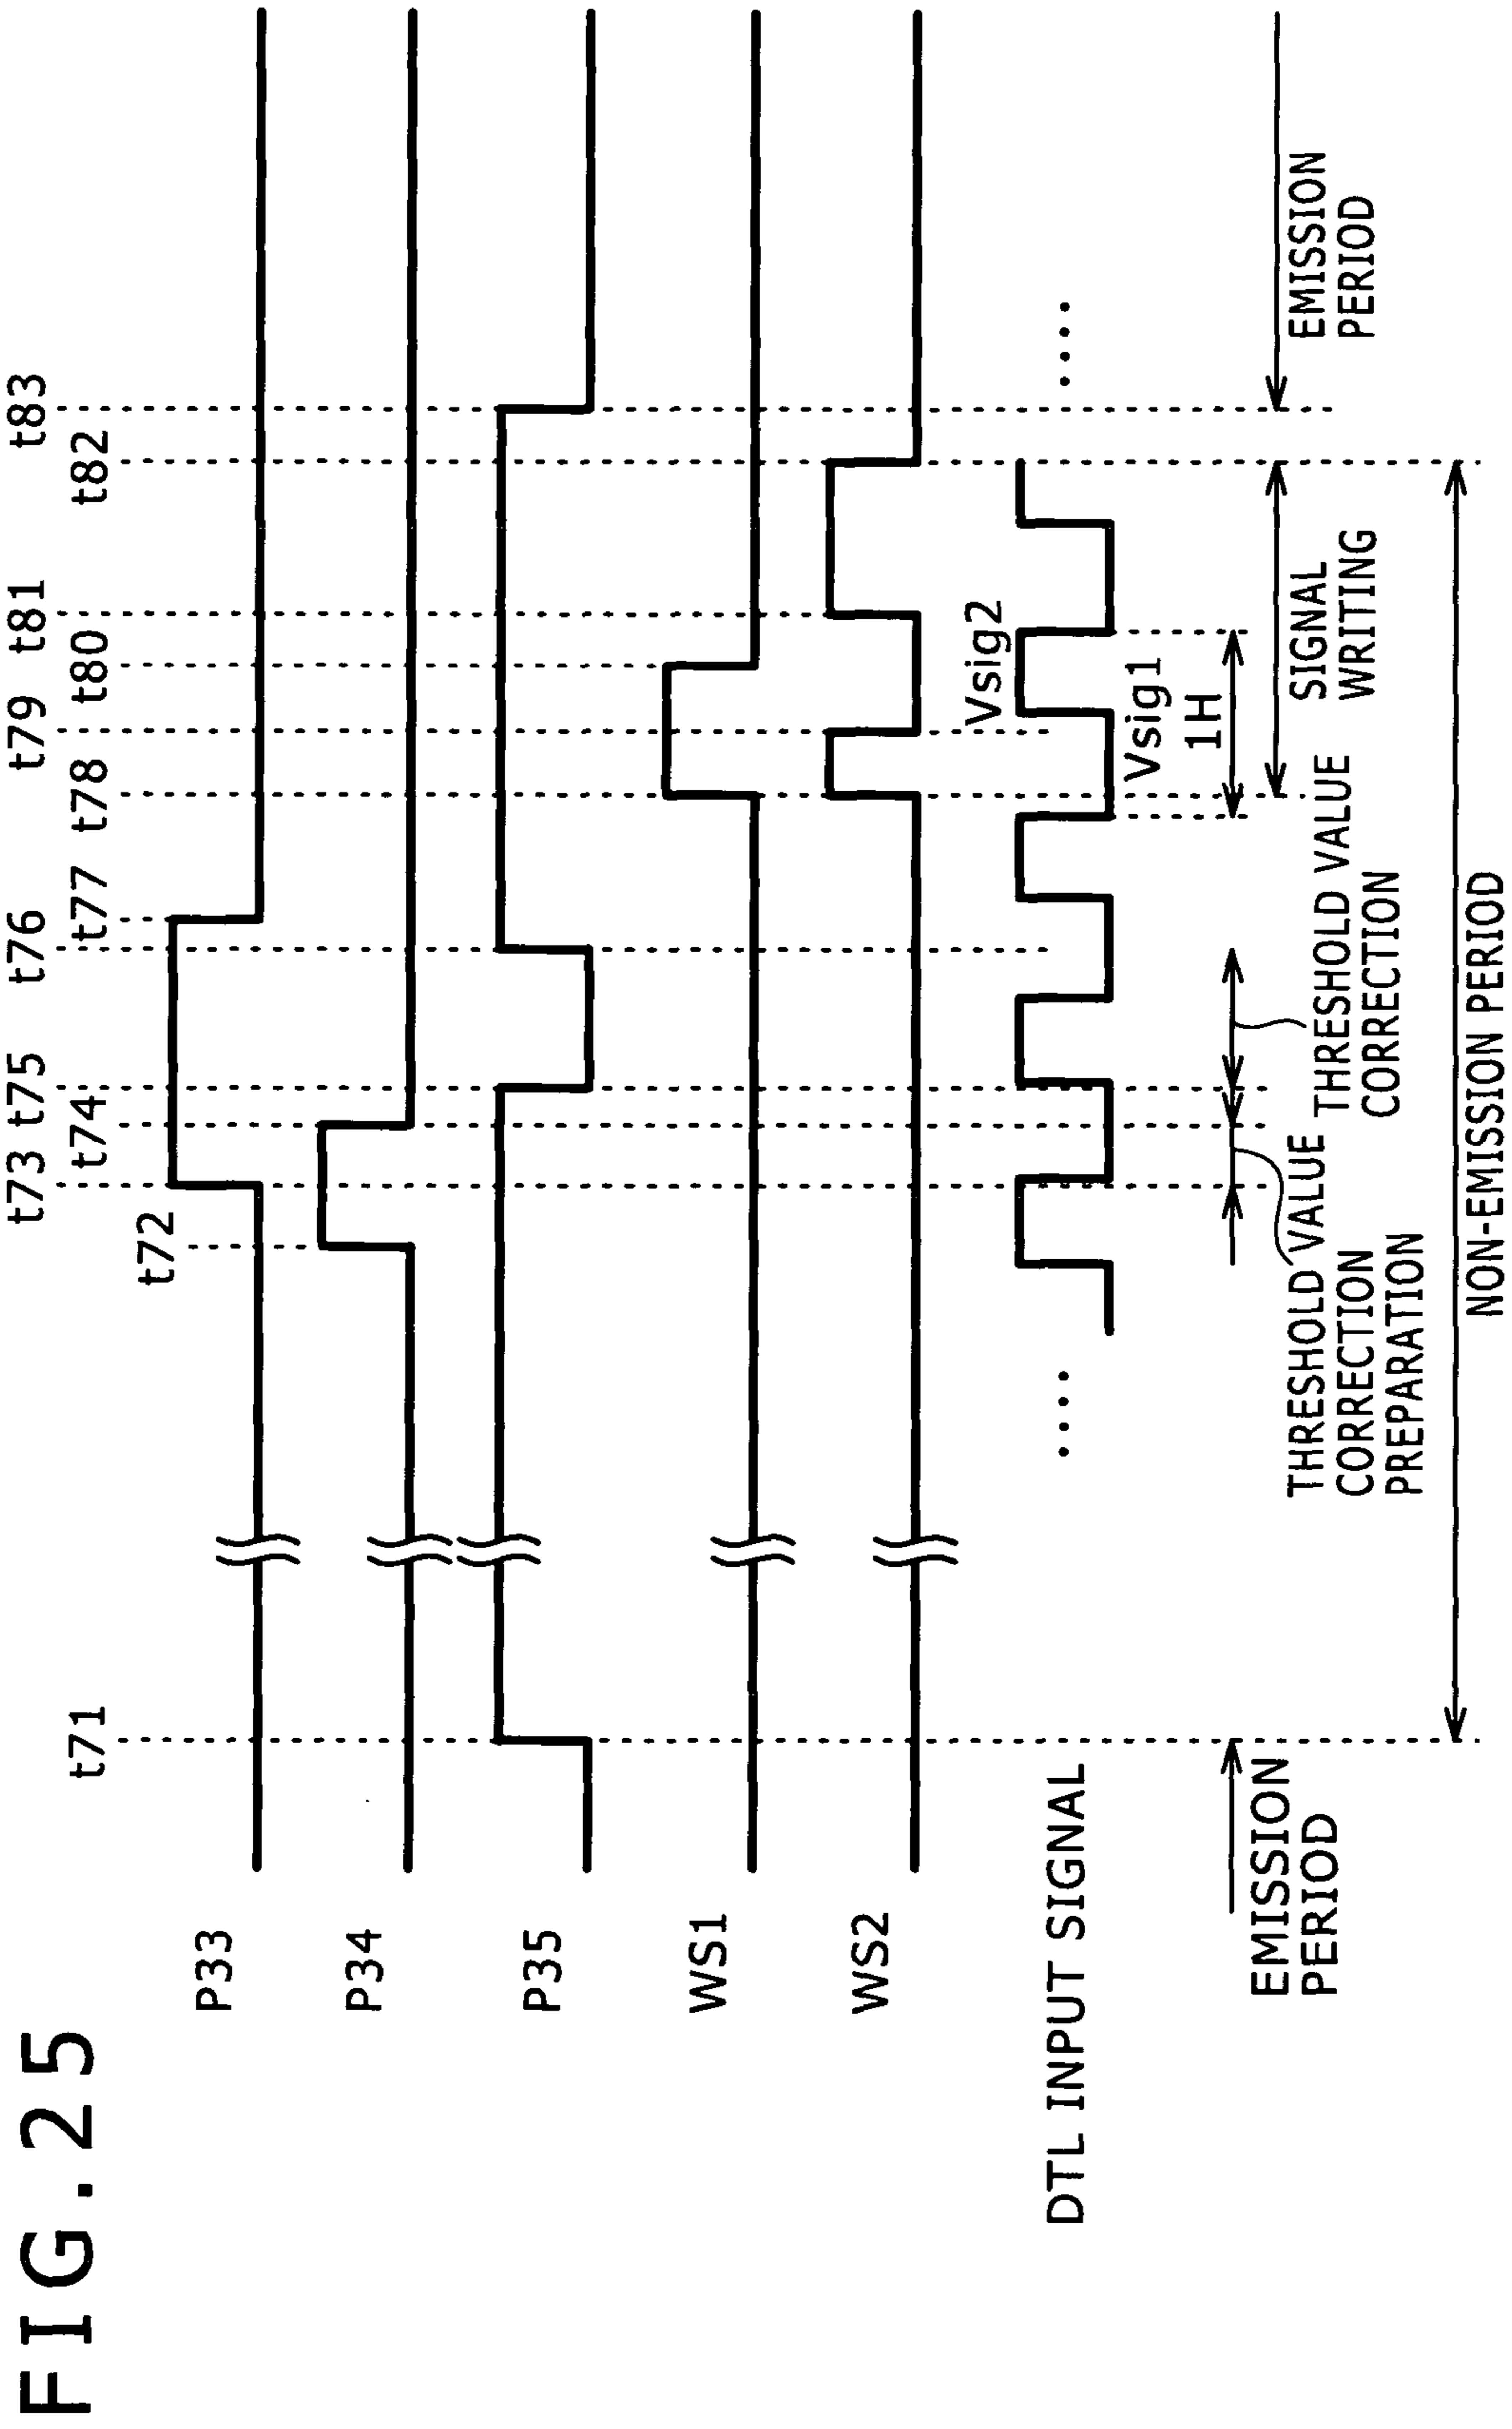 FIG.25
t71
t72
t73
t74
t75
t76
t77
t78
t79
t80
t81
t82
t83
P33
P34
P35
WS1
WS2
DTL INPUT SIGNAL
Vsig2
Vsig1
1H
EMISSION
PERIOD
THRESHOLD VALUE
CORRECTION
PREPARATION
THRESHOLD VALUE
CORRECTION
SIGNAL
WRITING
EMISSION
PERIOD
NON-EMISSION PERIOD